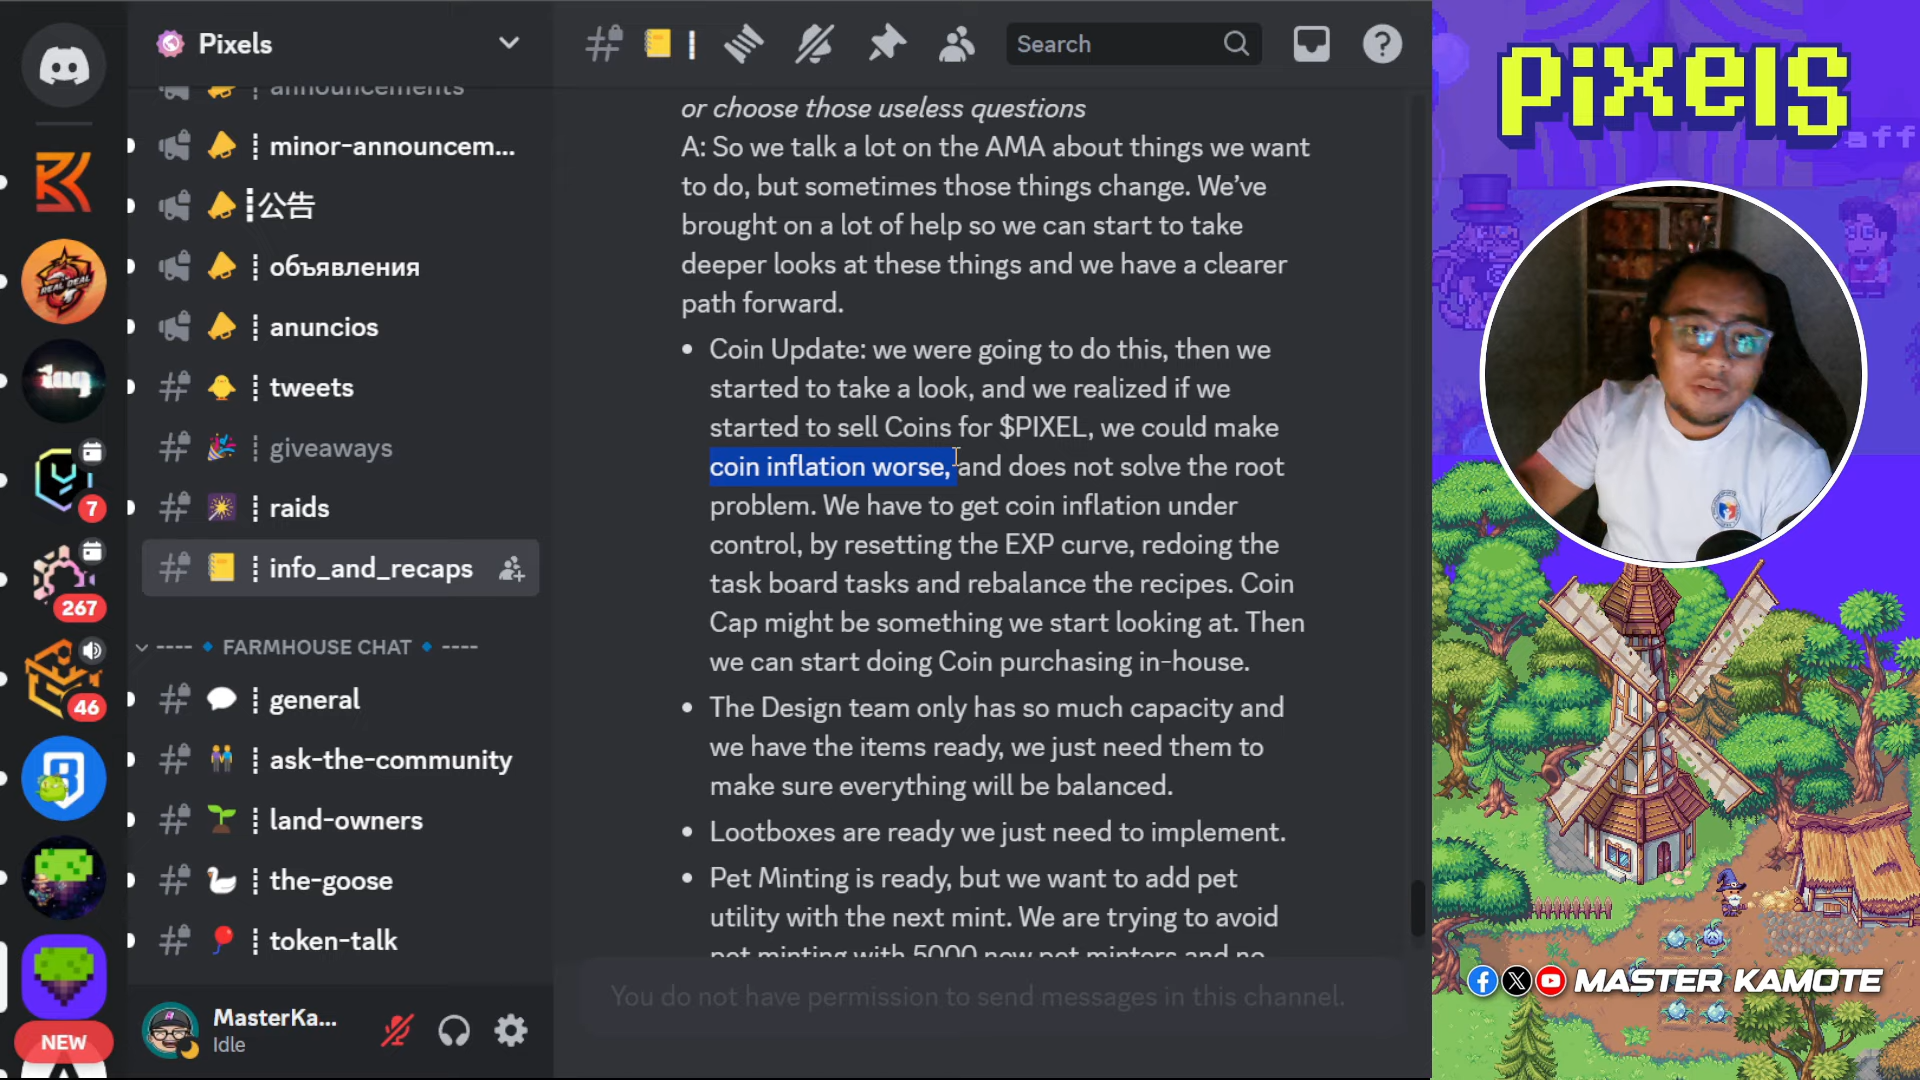 Pixels
announcements
minor-announcem...
公告
объявления
anuncios
tweets
giveaways
raids
info_and_recaps
---- FARMHOUSE CHAT ----
general
ask-the-community
land-owners
the-goose
token-talk
7
267
46
NEW
MasterKa...
Idle
Search
or choose those useless questions
A: So we talk a lot on the AMA about things we want
to do, but sometimes those things change. We’ve
brought on a lot of help so we can start to take
deeper looks at these things and we have a clearer
path forward.
• Coin Update: we were going to do this, then we
started to take a look, and we realized if we
started to sell Coins for $PIXEL, we could make
coin inflation worse, and does not solve the root
problem. We have to get coin inflation under
control, by resetting the EXP curve, redoing the
task board tasks and rebalance the recipes. Coin
Cap might be something we start looking at. Then
we can start doing Coin purchasing in-house.
• The Design team only has so much capacity and
we have the items ready, we just need them to
make sure everything will be balanced.
• Lootboxes are ready we just need to implement.
• Pet Minting is ready, but we want to add pet
utility with the next mint. We are trying to avoid
pet minting with 5000 new pet minters and no
You do not have permission to send messages in this channel.
pixels
MASTER KAMOTE